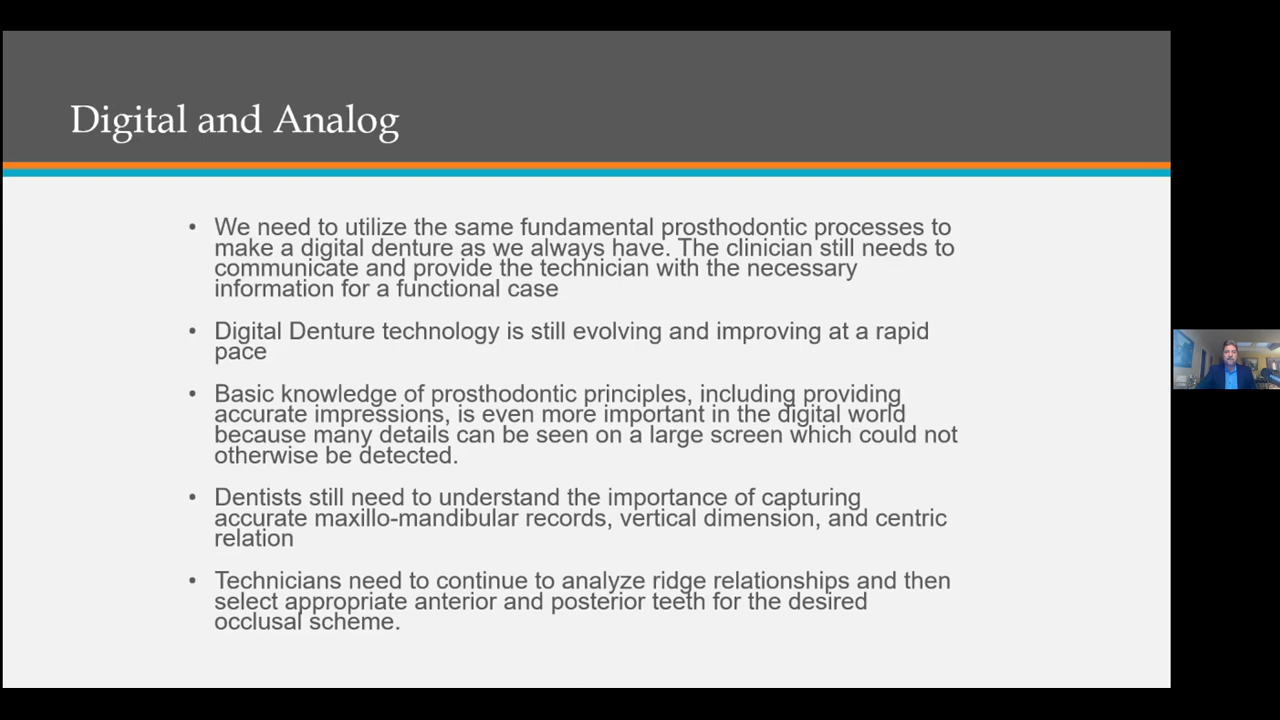 Digital and Analog
• We need to utilize the same fundamental prosthodontic processes to
make a digital denture as we always have. The clinician still needs to
communicate and provide the technician with the necessary
information for a functional case
• Digital Denture technology is still evolving and improving at a rapid
pace
• Basic knowledge of prosthodontic principles, including providing
accurate impressions, is even more important in the digital world
because many details can be seen on a large screen which could not
otherwise be detected.
• Dentists still need to understand the importance of capturing
accurate maxillo-mandibular records, vertical dimension, and centric
relation
• Technicians need to continue to analyze ridge relationships and then
select appropriate anterior and posterior teeth for the desired
occlusal scheme.